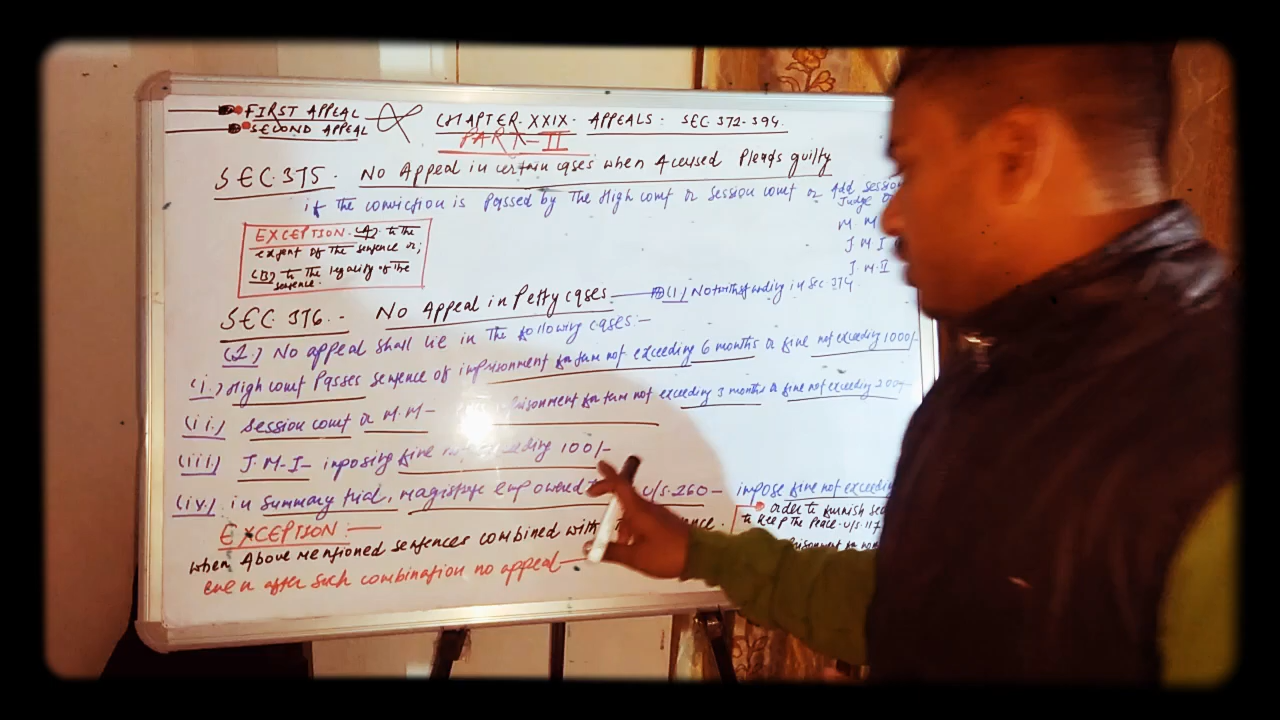 FIRST APPEAL
SECOND APPEAL
CHAPTER-XXIX- APPEALS: SEC 372-394.
PART-II
SEC.375. No Appeal in certain cases when Accused Pleads guilty
if the conviction is Passed by The High court or session court or Add session
Judge
M.M
J.M.I
J.M.II
EXCEPTION- (A) to the
extent of the sentence or;
(B) to the legality of the
sentence.
SEC.376.- No Appeal in Petty cases (1) Notwithstanding in Sec.374.
(1.) No appeal shall lie in the following cases:-
(i.) High court Passes sentence of imprisonment for term not exceeding 6 months or fine not exceeding 1000/-
(ii.) Session court or M.M- for term not exceeding 3 months or fine not exceeding 200/-
(iii) J.M-I- imposing fine 100/-
(iv.) in Summary trial, magistrate empowered u/s.260- impose fine not exceeding
EXCEPTION:-
order to furnish
to keep the Peace-u/s.117
when Above mentioned sentences combined with
even after such combination no appeal-